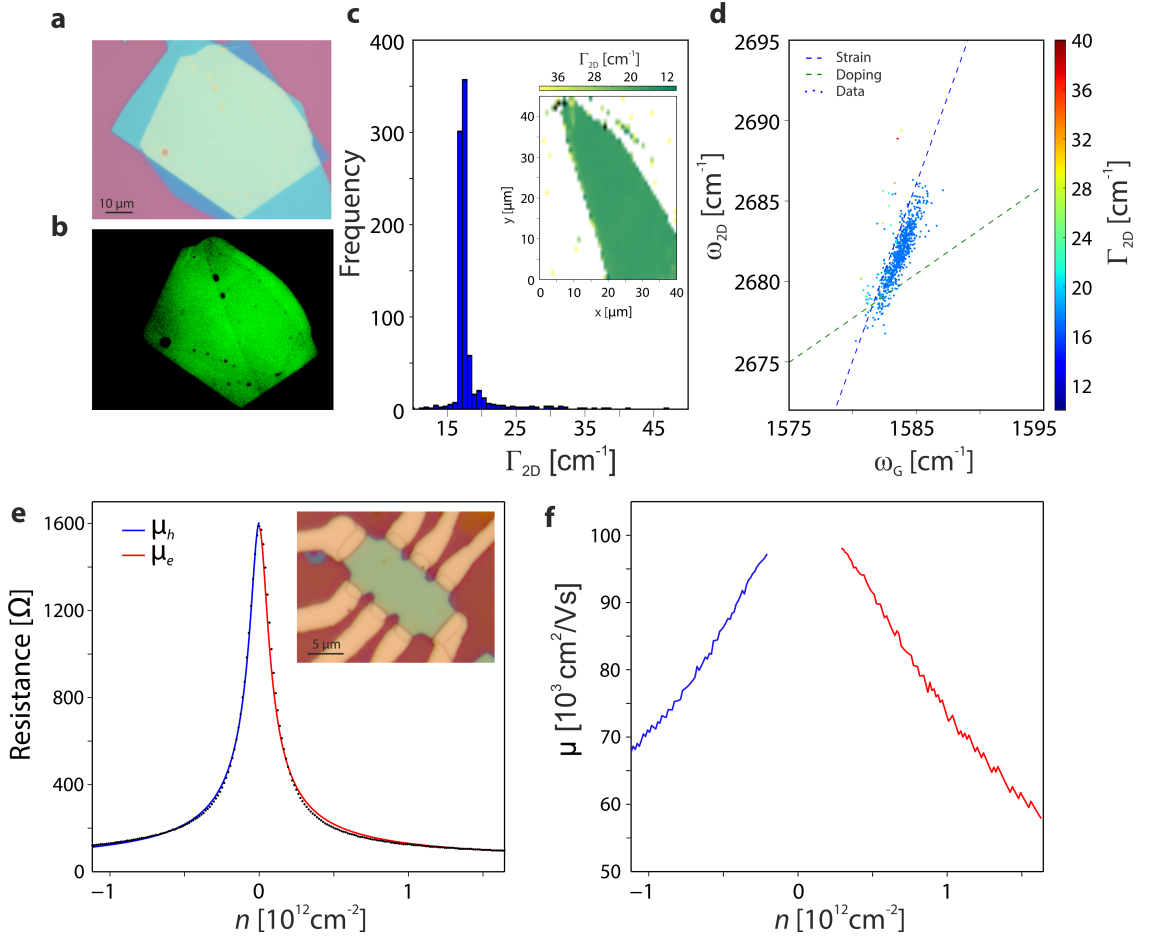 a
10 μm
b
c
400
300
200
100
0
Frequency
15
25
35
45
Γ2D [cm-1]
Γ2D [cm-1]
36
28
20
12
40
30
20
10
0
y [μm]
0
10
20
30
40
x [μm]
d
2695
2690
2685
2680
2675
ω2D [cm-1]
Strain
Doping
Data
1575
1585
1595
ωG [cm-1]
40
36
32
28
24
20
16
12
Γ2D [cm-1]
e
1600
1200
800
400
0
Resistance [Ω]
μh
μe
5 μm
−1
0
1
n [1012cm-2]
f
100
90
80
70
60
50
μ [103 cm2/Vs]
−1
0
1
n [1012cm-2]